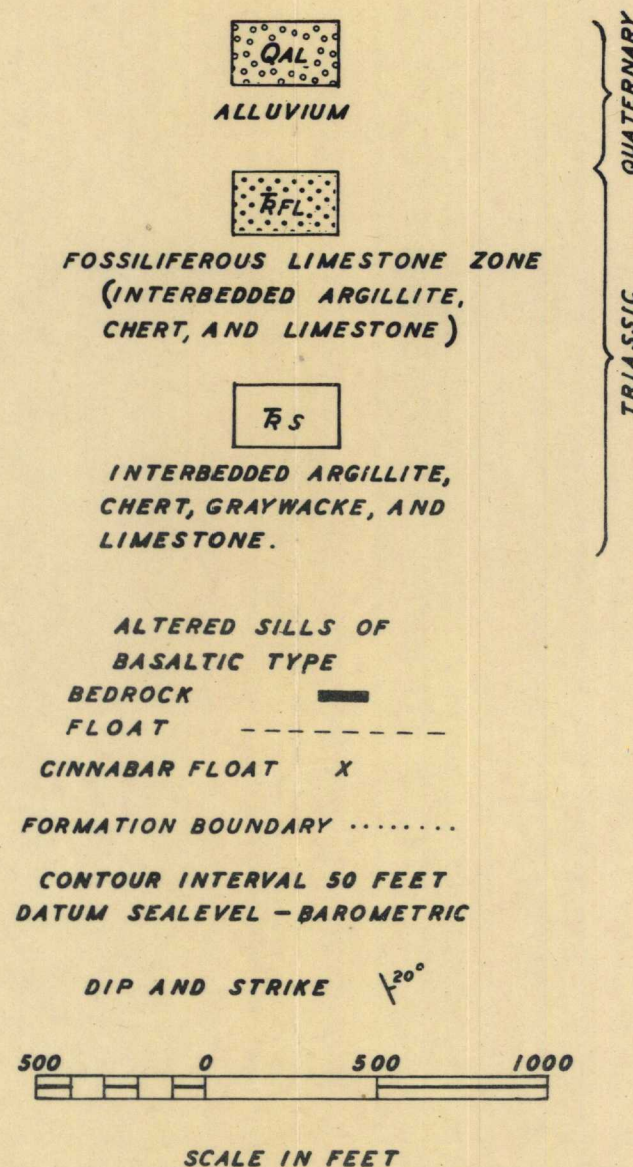 QAL
ALLUVIUM
QUATERNARY
TRFL
FOSSILIFEROUS LIMESTONE ZONE
(INTERBEDDED ARGILLITE,
CHERT, AND LIMESTONE)
TRIASSIC
TR S
INTERBEDDED ARGILLITE,
CHERT, GRAYWACKE, AND
LIMESTONE.
ALTERED SILLS OF
BASALTIC TYPE
BEDROCK
FLOAT
CINNABAR FLOAT X
FORMATION BOUNDARY ........
CONTOUR INTERVAL 50 FEET
DATUM SEALEVEL - BAROMETRIC
DIP AND STRIKE 20°
500 0 500 1000
SCALE IN FEET